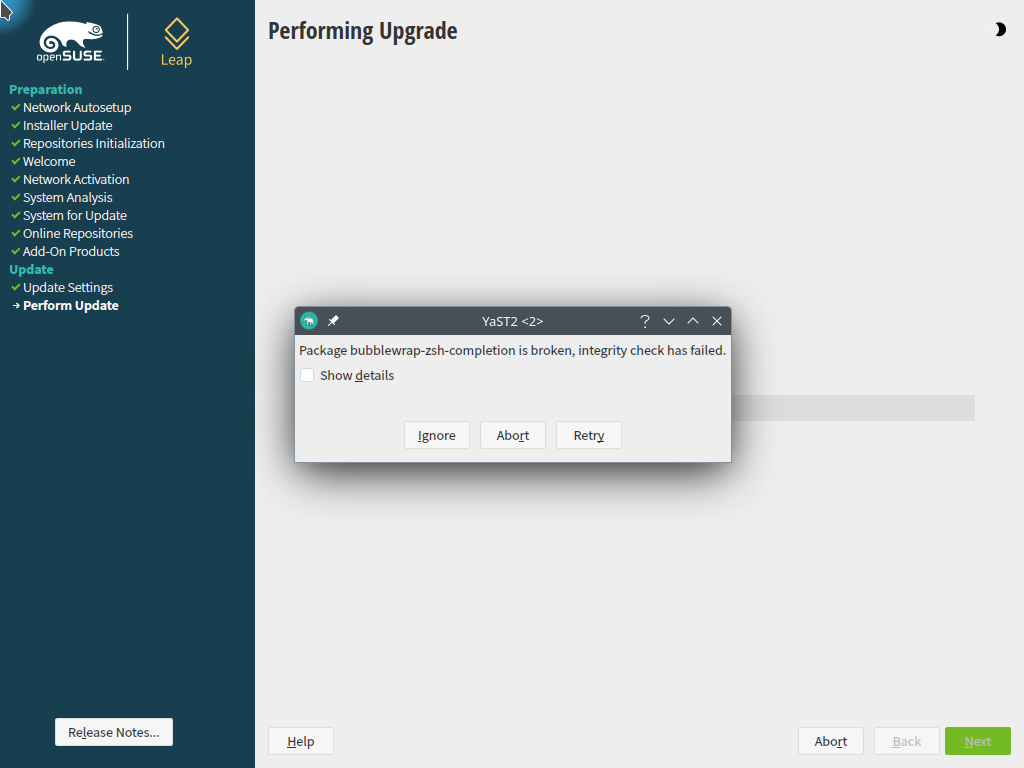 openSUSE
Leap
Preparation
Network Autosetup
Installer Update
Repositories Initialization
Welcome
Network Activation
System Analysis
System for Update
Online Repositories
Add-On Products
Update
Update Settings
Perform Update
Release Notes...
Performing Upgrade
YaST2 <2>
Package bubblewrap-zsh-completion is broken, integrity check has failed.
Show details
Ignore Abort Retry
Help Abort Back Next